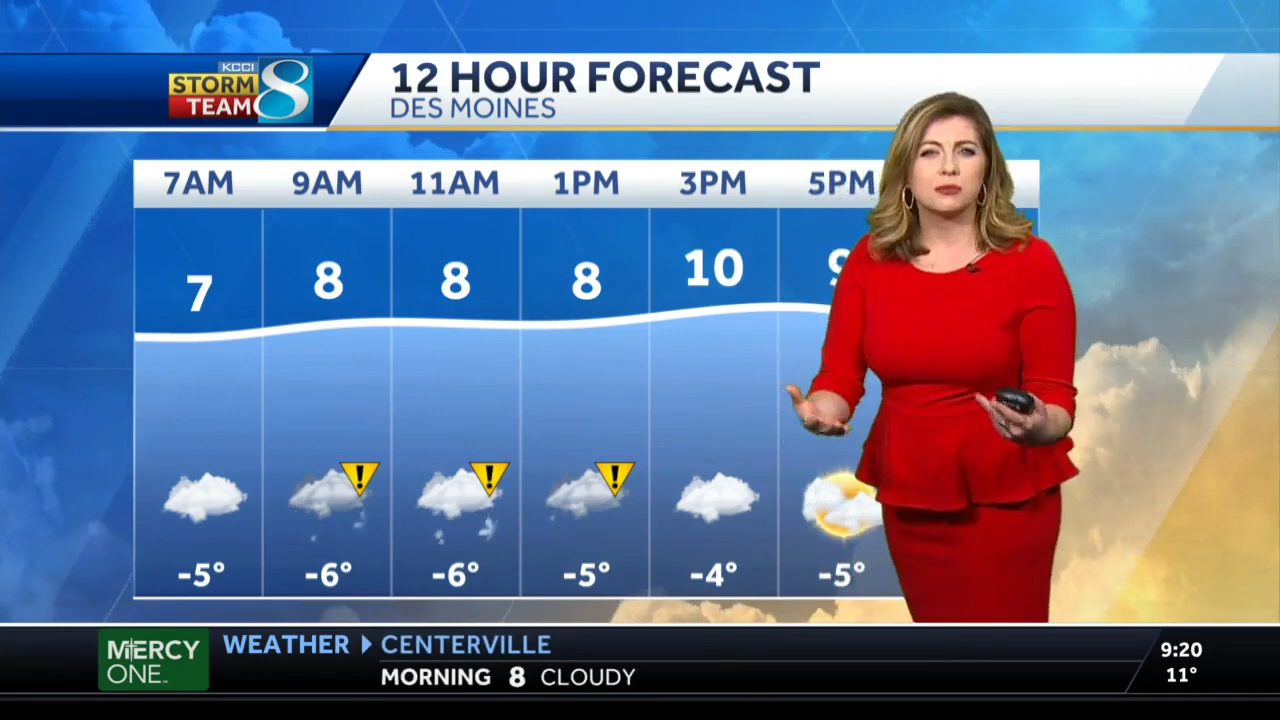 KCCI
STORM
TEAM
8
12 HOUR FORECAST
DES MOINES
7AM 9AM 11AM 1PM 3PM 5PM
7 8 8 8 10 9
! ! !
-5° -6° -6° -5° -4° -5°
MERCY
ONE
WEATHER CENTERVILLE
MORNING 8 CLOUDY
9:20
11°